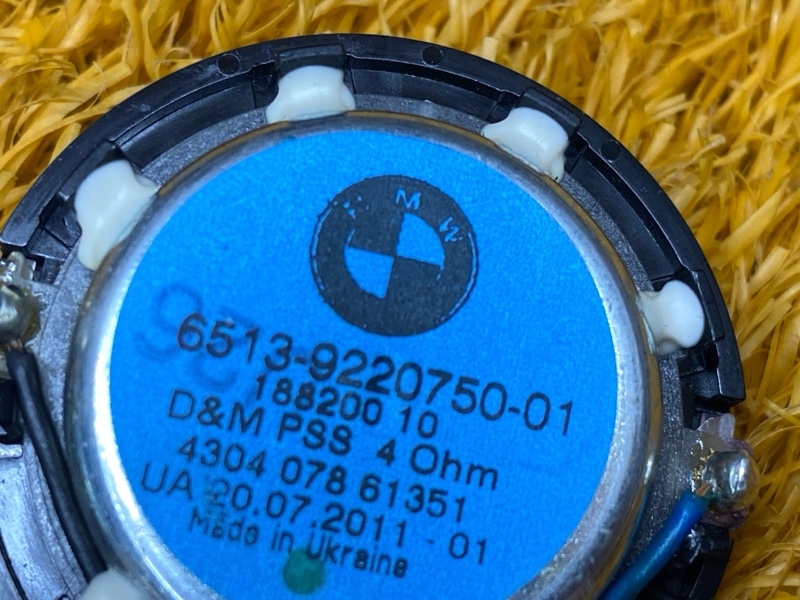 BMW
6513-9220750-01
188200 10
D&M PSS 4 Ohm
4304 078 61351
UA 20.07.2011 - 01
Made in Ukraine